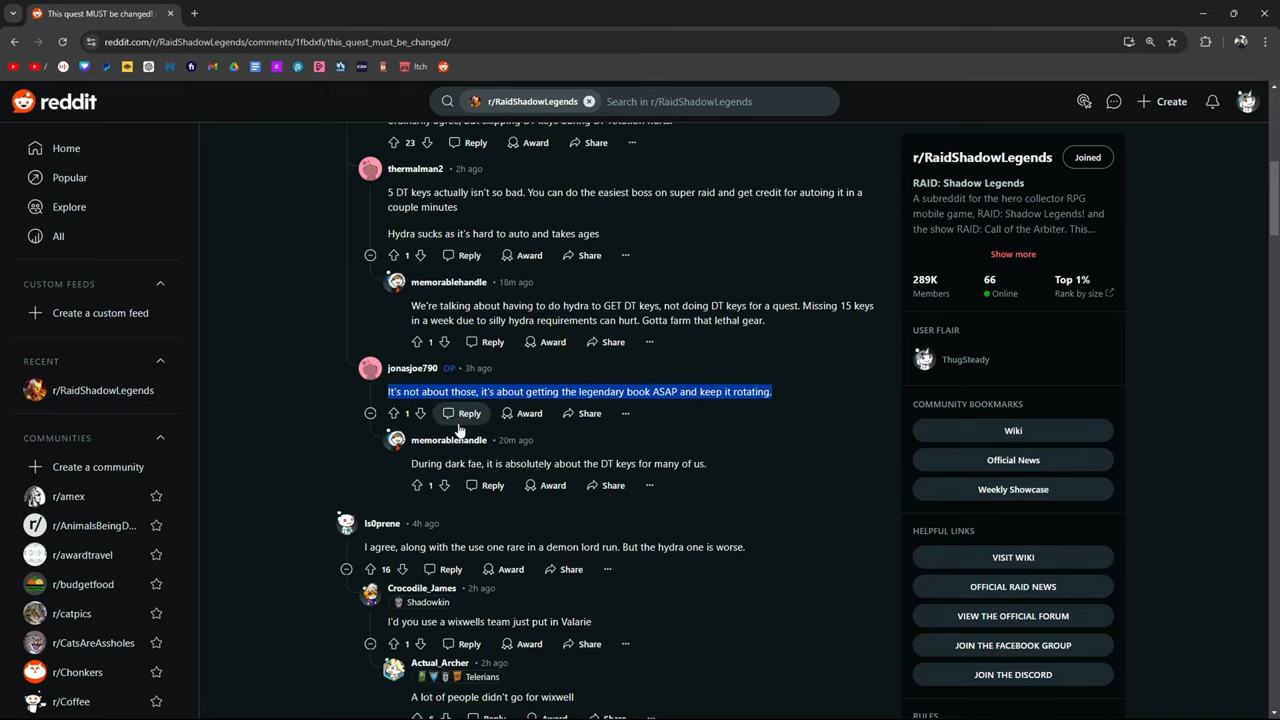 This quest MUST be changed!
reddit.com/r/RaidShadowLegends/comments/1fbdxfi/this_quest_must_be_changed/
Itch
reddit
r/RaidShadowLegends
Search in r/RaidShadowLegends
Create
Home
Popular
Explore
All
CUSTOM FEEDS
Create a custom feed
RECENT
r/RaidShadowLegends
COMMUNITIES
Create a community
r/amex
r/AnimalsBeingD...
r/awardtravel
r/budgetfood
r/catpics
r/CatsAreAssholes
r/Chonkers
r/Coffee
23 Reply Award Share
thermalman2 • 2h ago
5 DT keys actually isn't so bad. You can do the easiest boss on super raid and get credit for autoing it in a
couple minutes
Hydra sucks as it's hard to auto and takes ages
1 Reply Award Share
memorablehandle • 18m ago
We're talking about having to do hydra to GET DT keys, not doing DT keys for a quest. Missing 15 keys
in a week due to silly hydra requirements can hurt. Gotta farm that lethal gear.
1 Reply Award Share
jonasjoe790 OP • 3h ago
It's not about those, it's about getting the legendary book ASAP and keep it rotating.
1 Reply Award Share
memorablehandle • 20m ago
During dark fae, it is absolutely about the DT keys for many of us.
1 Reply Award Share
Is0prene • 4h ago
I agree, along with the use one rare in a demon lord run. But the hydra one is worse.
16 Reply Award Share
Crocodile_James • 2h ago
Shadowkin
I'd you use a wixwells team just put in Valarie
1 Reply Award Share
Actual_Archer • 2h ago
Telerians
A lot of people didn't go for wixwell
r/RaidShadowLegends
Joined
RAID: Shadow Legends
A subreddit for the hero collector RPG
mobile game, RAID: Shadow Legends! and
the show RAID: Call of the Arbiter. This...
Show more
289K 66 Top 1%
Members Online Rank by size
USER FLAIR
ThugSteady
COMMUNITY BOOKMARKS
Wiki
Official News
Weekly Showcase
HELPFUL LINKS
VISIT WIKI
OFFICIAL RAID NEWS
VIEW THE OFFICIAL FORUM
JOIN THE FACEBOOK GROUP
JOIN THE DISCORD
RULES